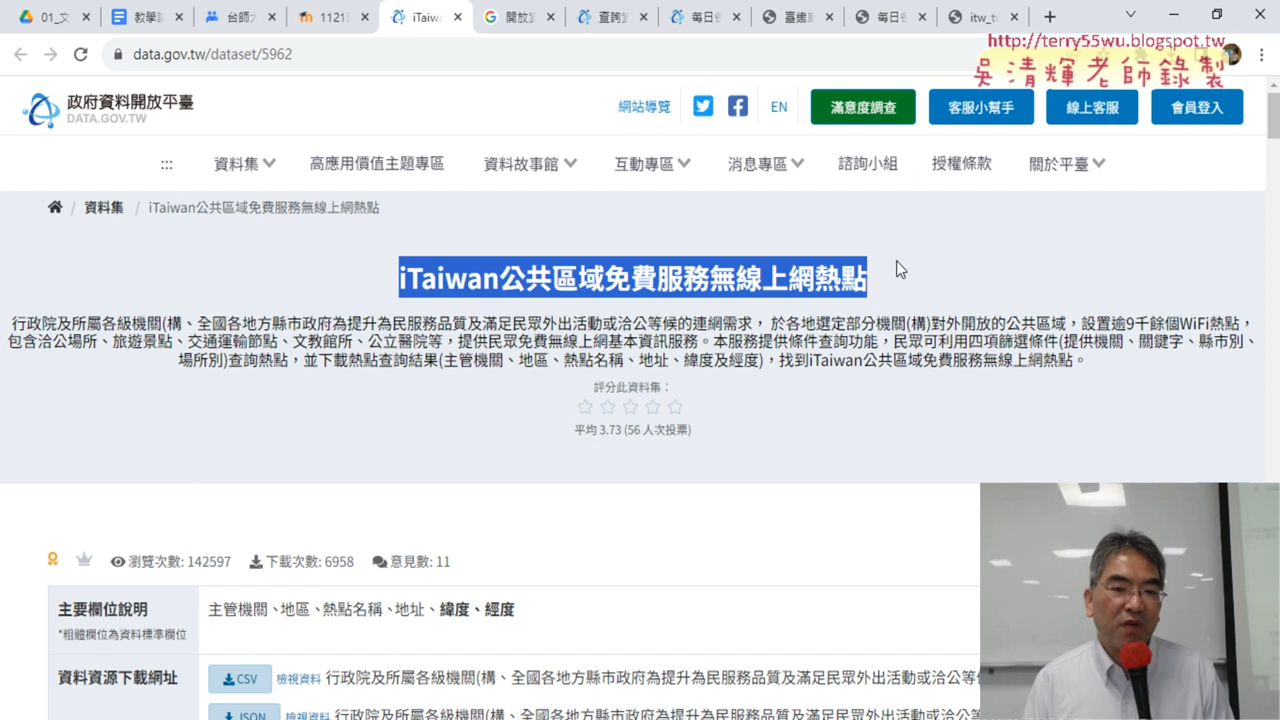 01_文
教學
台師大
1121
iTaiw
開放
查詢
每日
臺繼
每日
itw_t
data.gov.tw/dataset/5962
http://terry55wu.blogspot.tw
吳清輝老師錄製
政府資料開放平臺
DATA.GOV.TW
網站導覽
EN
滿意度調查
客服小幫手
線上客服
會員登入
:::
資料集
高應用價值主題專區
資料故事館
互動專區
消息專區
諮詢小組
授權條款
關於平臺
/ 資料集 / iTaiwan公共區域免費服務無線上網熱點
iTaiwan公共區域免費服務無線上網熱點
行政院及所屬各級機關(構、全國各地方縣市政府為提升為民服務品質及滿足民眾外出活動或洽公等候的連網需求， 於各地選定部分機關(構)對外開放的公共區域，設置逾9千餘個WiFi熱點，
包含洽公場所、旅遊景點、交通運輸節點、文教館所、公立醫院等，提供民眾免費無線上網基本資訊服務。本服務提供條件查詢功能，民眾可利用四項篩選條件(提供機關、關鍵字、縣市別、
場所別)查詢熱點，並下載熱點查詢結果(主管機關、地區、熱點名稱、地址、緯度及經度)，找到iTaiwan公共區域免費服務無線上網熱點。
評分此資料集：
平均 3.73 (56 人次投票)
瀏覽次數: 142597
下載次數: 6958
意見數: 11
主要欄位說明
*粗體欄位為資料標準欄位
主管機關、地區、熱點名稱、地址、緯度、經度
資料資源下載網址
CSV 檢視資料 行政院及所屬各級機關(構、全國各地方縣市政府為提升為民服務品質及滿足民眾外出活動或洽公等
JSON 檢視資料 行政院及所屬各級機關(構、全國各地方縣市政府為提升為民服務品質及滿足民眾外出活動或洽公等